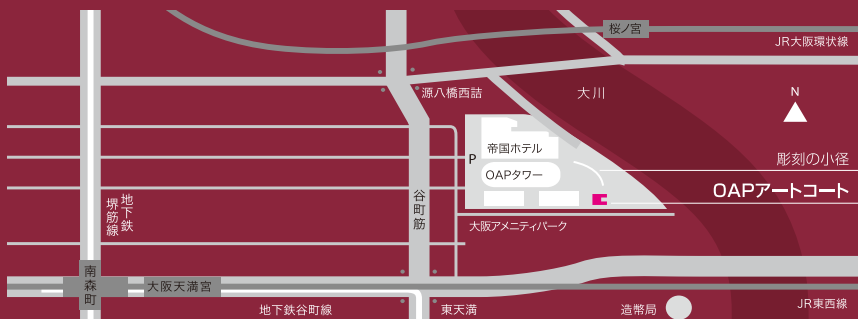 桜ノ宮
JR大阪環状線
源八橋西詰
大川
N
帝国ホテル
P
彫刻の小径
OAPタワー
OAPアートコート
地下鉄
堺筋線
谷町筋
大阪アメニティパーク
南森町
大阪天満宮
地下鉄谷町線
東天満
造幣局
JR東西線